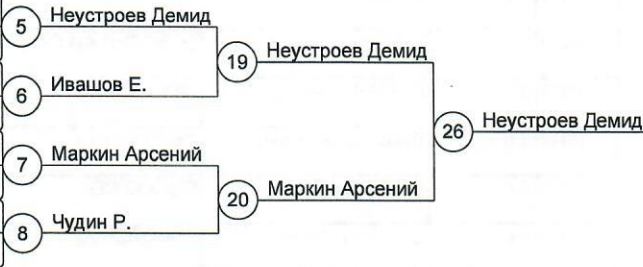 5 Неустроев Демид
19 Неустроев Демид
6 Ивашов Е.
26 Неустроев Демид
7 Маркин Арсений
20 Маркин Арсений
8 Чудин Р.